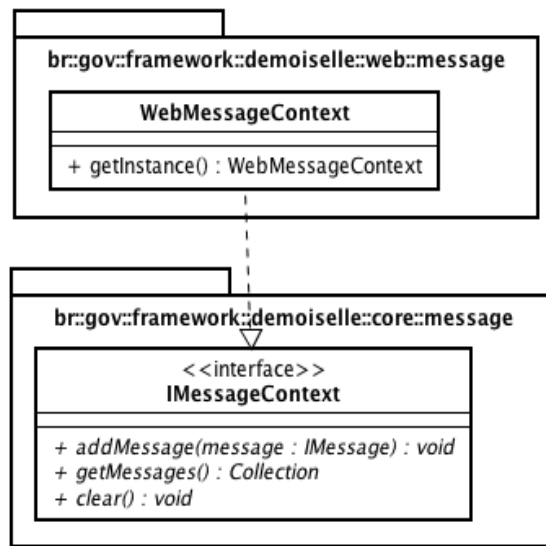 br::gov::framework::demoiselle::web::message
WebMessageContext
+ getInstance() : WebMessageContext
br::gov::framework::demoiselle::core::message
<<interface>>
IMessageContext
+ addMessage(message : IMessage) : void
+ getMessages() : Collection
+ clear() : void